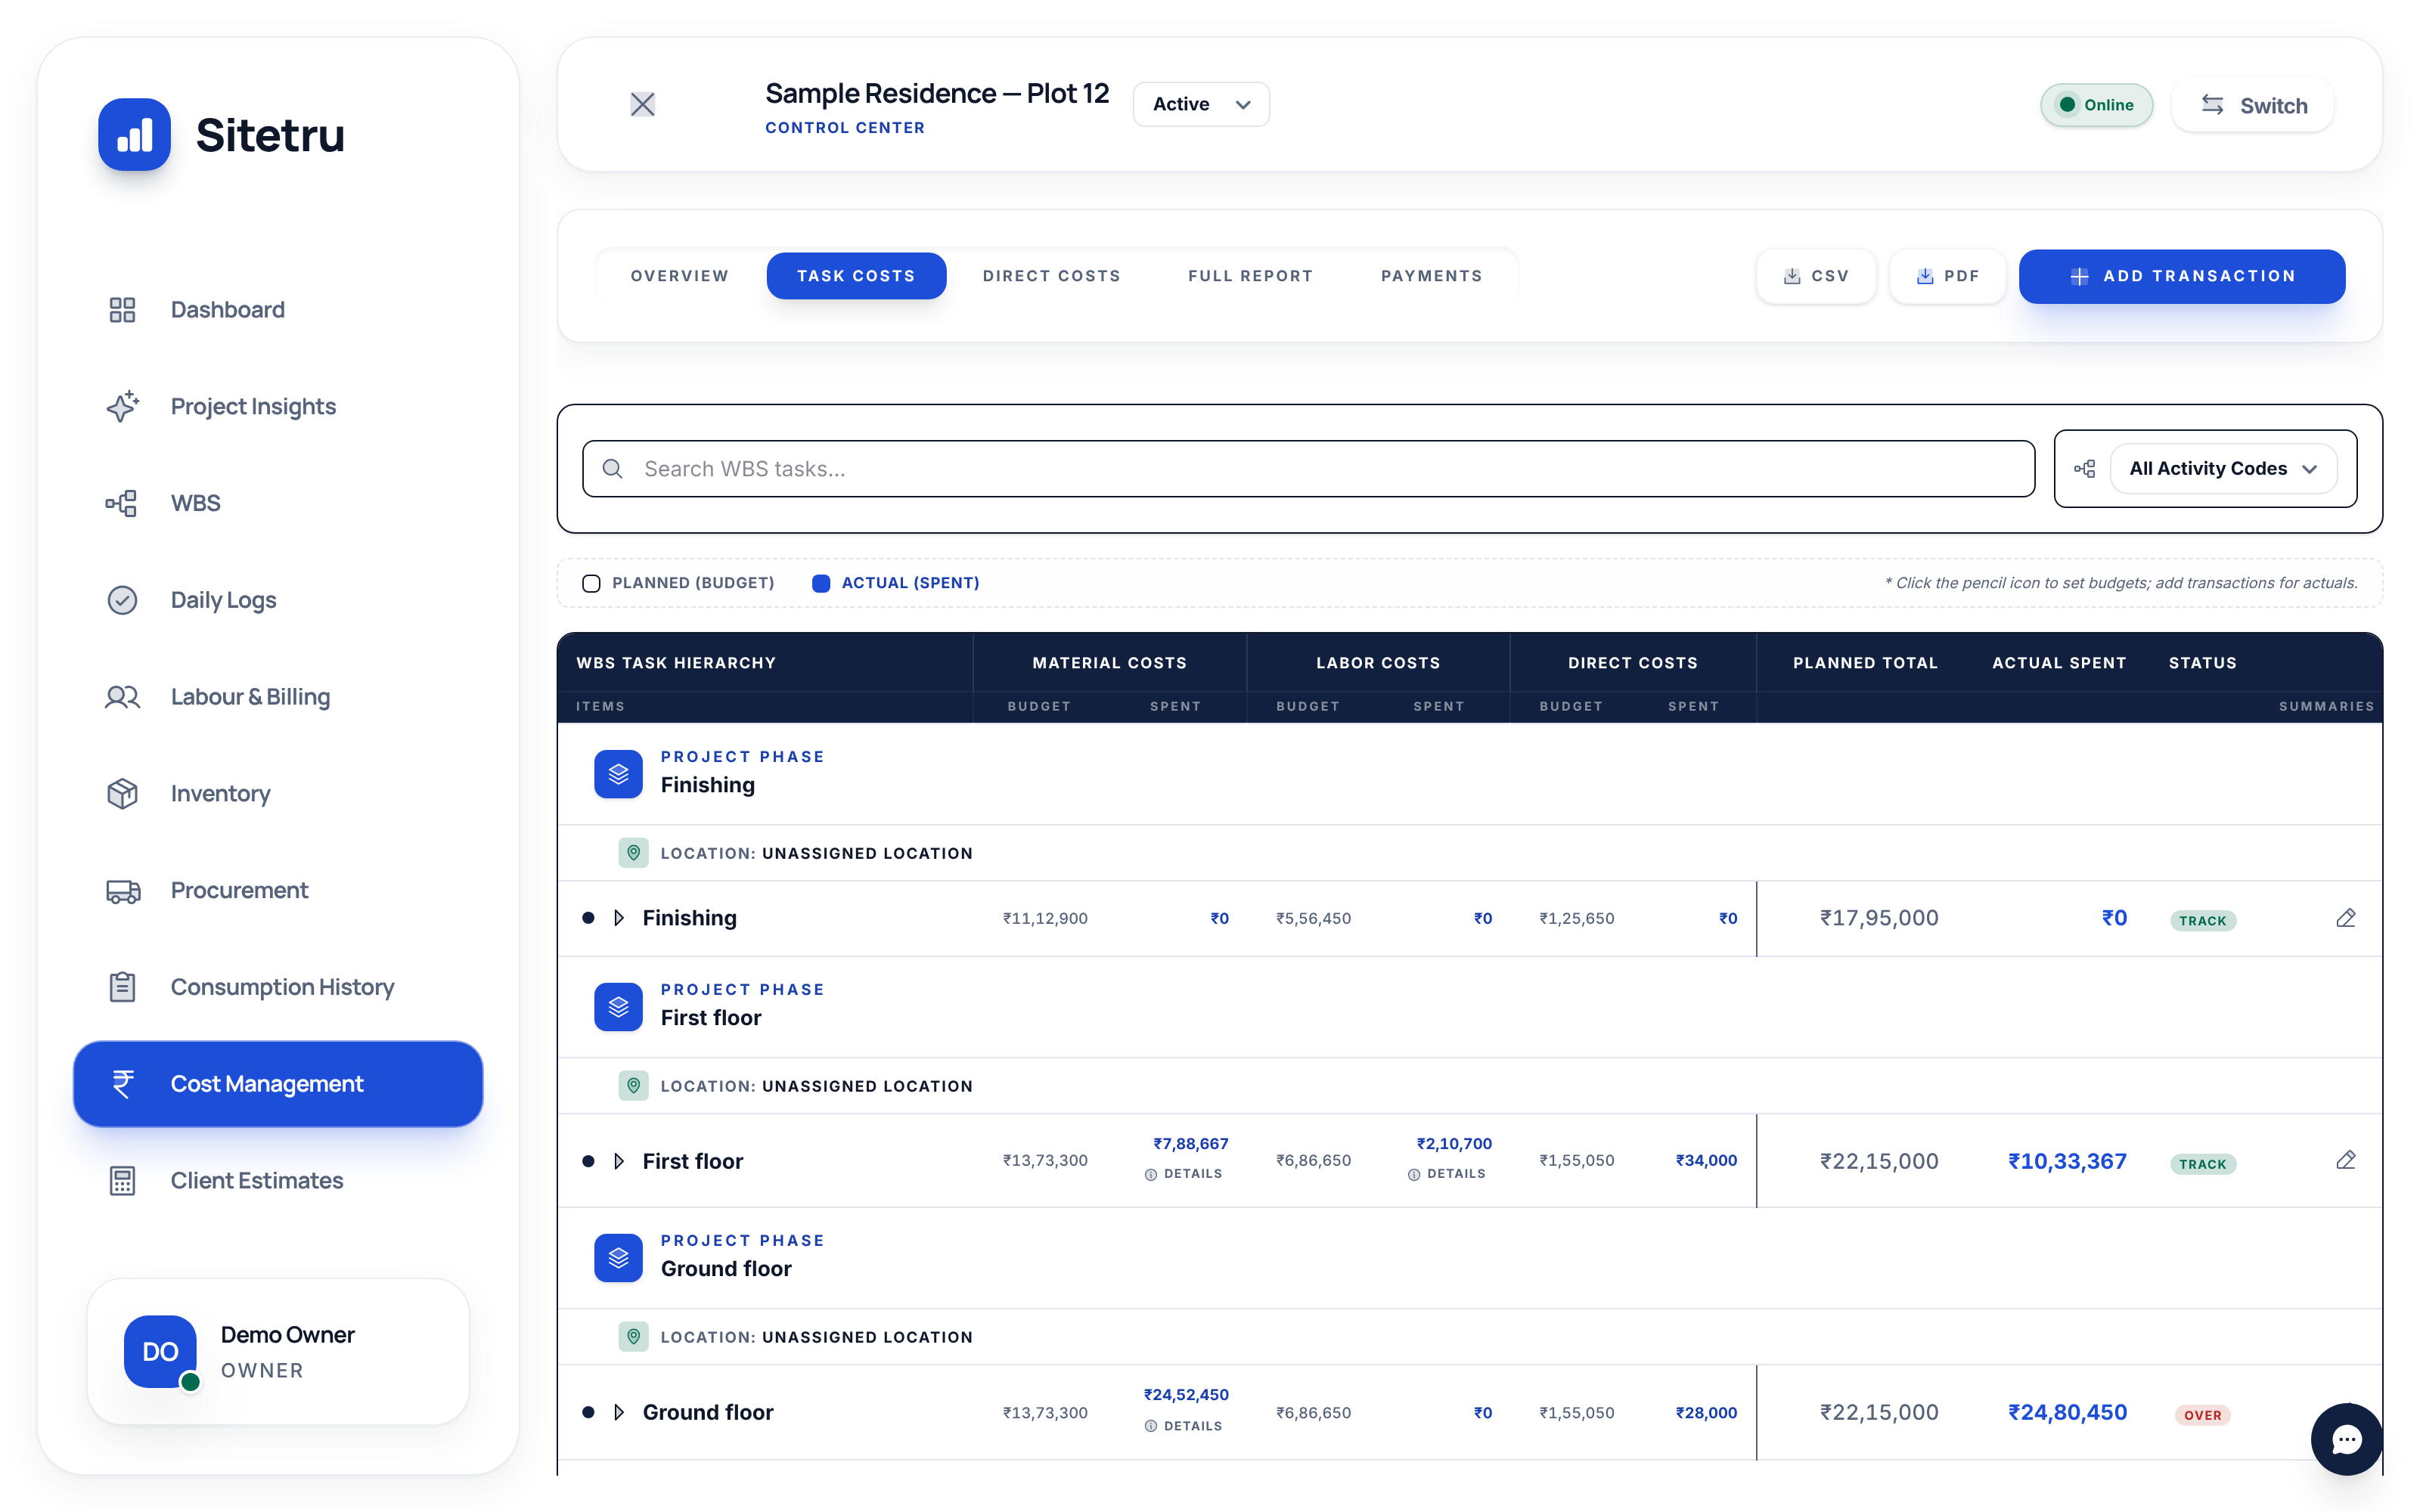 Sitetru
Dashboard
Project Insights
WBS
Daily Logs
Labour & Billing
Inventory
Procurement
Consumption History
Cost Management
Client Estimates
DO
Demo Owner
OWNER
Sample Residence — Plot 12
CONTROL CENTER
Active
Online
Switch
OVERVIEW TASK COSTS DIRECT COSTS FULL REPORT PAYMENTS
CSV PDF ADD TRANSACTION
Search WBS tasks...
All Activity Codes
PLANNED (BUDGET) ACTUAL (SPENT)
* Click the pencil icon to set budgets; add transactions for actuals.
WBS TASK HIERARCHY MATERIAL COSTS LABOR COSTS DIRECT COSTS PLANNED TOTAL ACTUAL SPENT STATUS
ITEMS BUDGET SPENT BUDGET SPENT BUDGET SPENT SUMMARIES
PROJECT PHASE
Finishing
LOCATION: UNASSIGNED LOCATION
Finishing ₹11,12,900 ₹0 ₹5,56,450 ₹0 ₹1,25,650 ₹0 ₹17,95,000 ₹0 TRACK
PROJECT PHASE
First floor
LOCATION: UNASSIGNED LOCATION
First floor ₹13,73,300 ₹7,88,667 ₹6,86,650 ₹2,10,700 ₹1,55,050 ₹34,000 ₹22,15,000 ₹10,33,367 TRACK
DETAILS DETAILS
PROJECT PHASE
Ground floor
LOCATION: UNASSIGNED LOCATION
Ground floor ₹13,73,300 ₹24,52,450 ₹6,86,650 ₹0 ₹1,55,050 ₹28,000 ₹22,15,000 ₹24,80,450 OVER
DETAILS